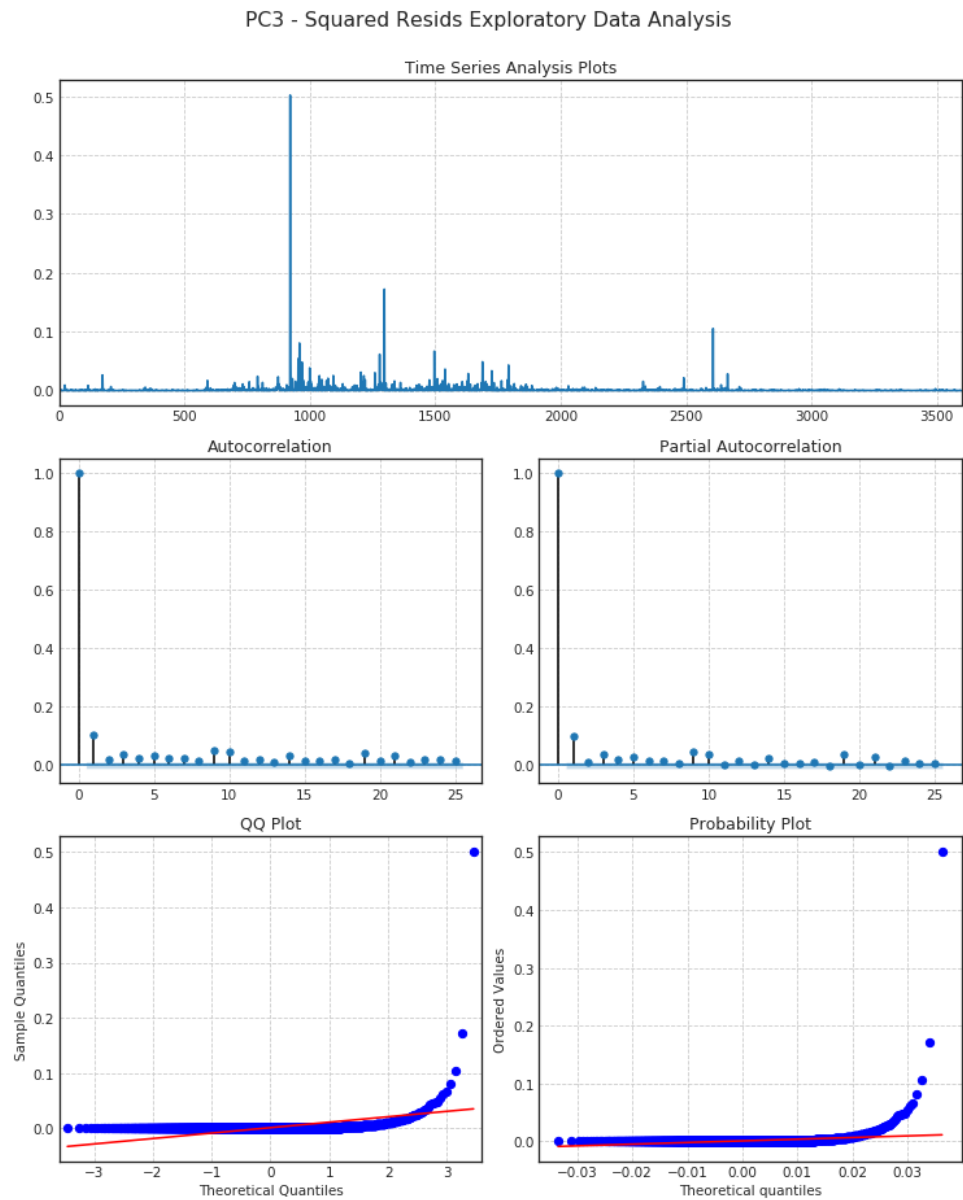 PC3 - Squared Resids Exploratory Data Analysis
Time Series Analysis Plots
0.5
0.4
0.3
0.2
0.1
0.0
0 500 1000 1500 2000 2500 3000 3500
Autocorrelation
1.0
0.8
0.6
0.4
0.2
0.0
0 5 10 15 20 25
Partial Autocorrelation
1.0
0.8
0.6
0.4
0.2
0.0
0 5 10 15 20 25
QQ Plot
Sample Quantiles
0.5
0.4
0.3
0.2
0.1
0.0
−3 −2 −1 0 1 2 3
Theoretical Quantiles
Probability Plot
Ordered Values
0.5
0.4
0.3
0.2
0.1
0.0
−0.03 −0.02 −0.01 0.00 0.01 0.02 0.03
Theoretical quantiles